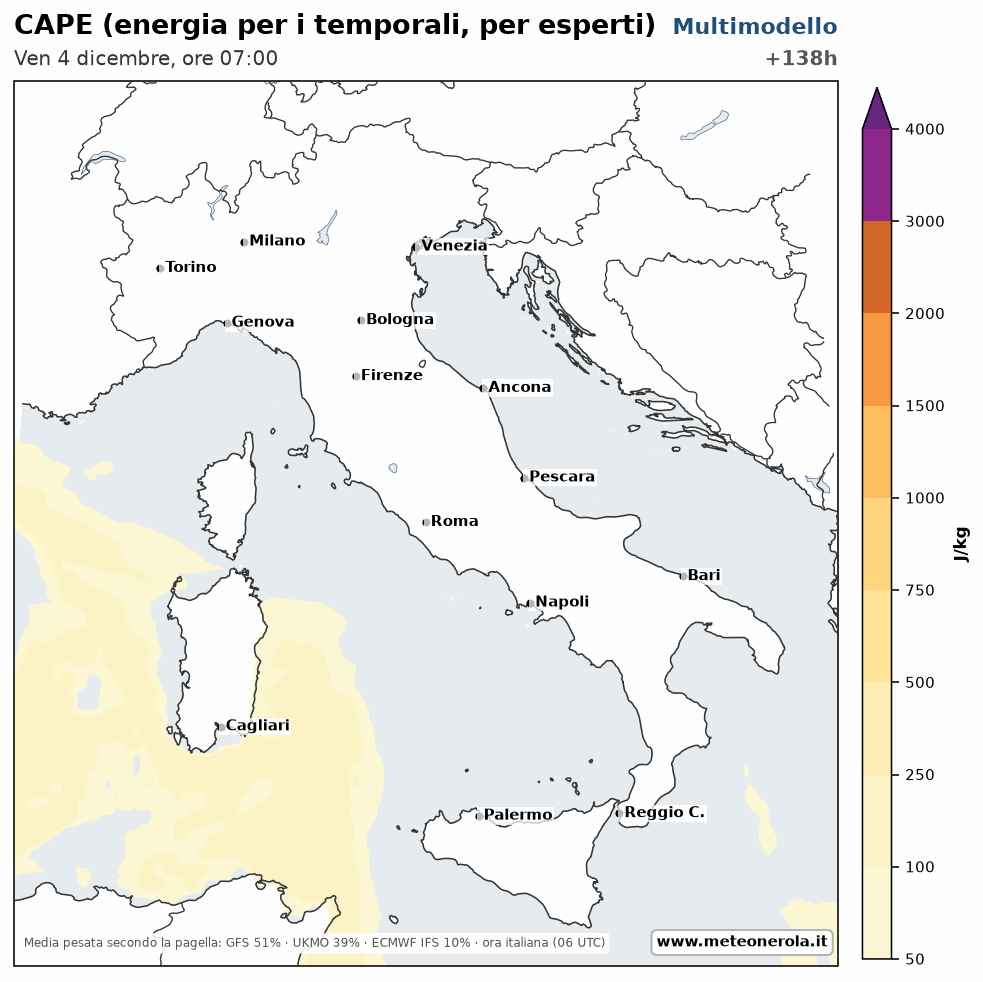 CAPE (energia per i temporali, per esperti) Multimodello
Ven 4 dicembre, ore 07:00 +138h
4000
3000
2000
1500
1000
750
500
250
100
50
J/kg
Milano
Venezia
Torino
Genova
Bologna
Firenze
Ancona
Pescara
Roma
Bari
Napoli
Cagliari
Palermo
Reggio C.
Media pesata secondo la pagella: GFS 51% · UKMO 39% · ECMWF IFS 10% · ora italiana (06 UTC)
www.meteonerola.it